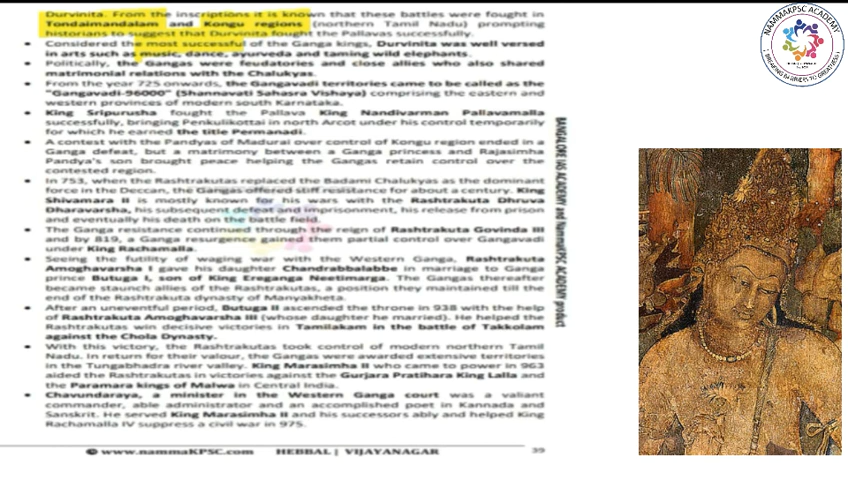 Durvinita. From the inscriptions it is known that these battles were fought in
Tondaimandalam and Kongu regions (northern Tamil Nadu) prompting
historians to suggest that Durvinita fought the Pallavas successfully.
• Considered the most successful of the Ganga kings, Durvinita was well versed
in arts such as music, dance, ayurveda and taming wild elephants.
• Politically, the Gangas were feudatories and close allies who also shared
matrimonial relations with the Chalukyas.
• From the year 725 onwards, the Gangavadi territories came to be called as the
"Gangavadi-96000" (Shannavati Sahasra Vishaya) comprising the eastern and
western provinces of modern south Karnataka.
• King Sripurusha fought the Pallava King Nandivarman Pallavamalla
successfully, bringing Penkulikottai in north Arcot under his control temporarily
for which he earned the title Permanadi.
• A contest with the Pandyas of Madurai over control of Kongu region ended in a
Ganga defeat, but a matrimony between a Ganga princess and Rajasimha
Pandya's son brought peace helping the Gangas retain control over the
contested region.
• In 753, when the Rashtrakutas replaced the Badami Chalukyas as the dominant
force in the Deccan, the Gangas offered stiff resistance for about a century. King
Shivamara II is mostly known for his wars with the Rashtrakuta Dhruva
Dharavarsha, his subsequent defeat and imprisonment, his release from prison
and eventually his death on the battle field.
• The Ganga resistance continued through the reign of Rashtrakuta Govinda III
and by 819, a Ganga resurgence gained them partial control over Gangavadi
under King Rachamalla.
• Seeing the futility of waging war with the Western Ganga, Rashtrakuta
Amoghavarsha I gave his daughter Chandrabbalabbe in marriage to Ganga
prince Butuga I, son of King Ereganga Neetimarga. The Gangas thereafter
became staunch allies of the Rashtrakutas, a position they maintained till the
end of the Rashtrakuta dynasty of Manyakheta.
• After an uneventful period, Butuga II ascended the throne in 938 with the help
of Rashtrakuta Amoghavarsha III (whose daughter he married). He helped the
Rashtrakutas win decisive victories in Tamilakam in the battle of Takkolam
against the Chola Dynasty.
• With this victory, the Rashtrakutas took control of modern northern Tamil
Nadu. In return for their valour, the Gangas were awarded extensive territories
in the Tungabhadra river valley. King Marasimha II who came to power in 963
aided the Rashtrakutas in victories against the Gurjara Pratihara King Lalla and
the Paramara kings of Malwa in Central India.
• Chavundaraya, a minister in the Western Ganga court was a valiant
commander, able administrator and an accomplished poet in Kannada and
Sanskrit. He served King Marasimha II and his successors ably and helped King
Rachamalla IV suppress a civil war in 975.
www.nammaKPSC.com HEBBAL | VIJAYANAGAR 39
BANGALORE IAS ACADEMY and NammaKPSC ACADEMY product
NAMMAKPSC ACADEMY